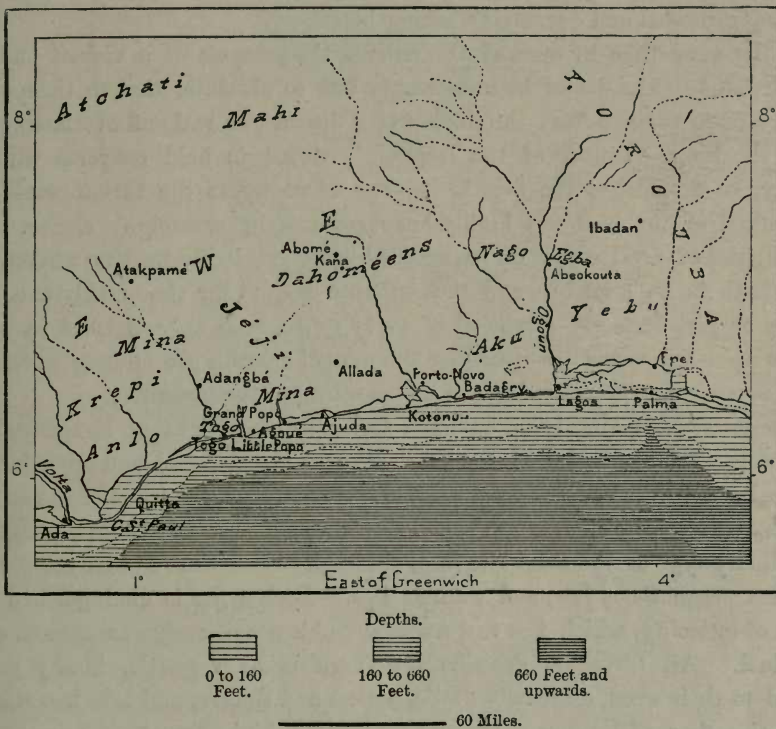 8°
8°
Atchati
Mahi
A.
Y O R O U B A
Ibadan
E W E
Abomé
Kana
Dahoméens
Nago
Egba
Abeokouta
Atakpamé
Jéji
Yebu
Mina
Krepi
Ogoun
Aku
Adangbé
Allada
Mina
Porto-Novo
Badagry
Epe
Anlo
Grand Popo
Togo
Agoué
Ajuda
Kotonu
Lagos
Palma
Togo
Little Popo
6°
6°
Volta
Quitta
Ada
C. St. Paul
1°
East of Greenwich
4°
Depths.
0 to 160
Feet.
160 to 660
Feet.
660 Feet and
upwards.
60 Miles.